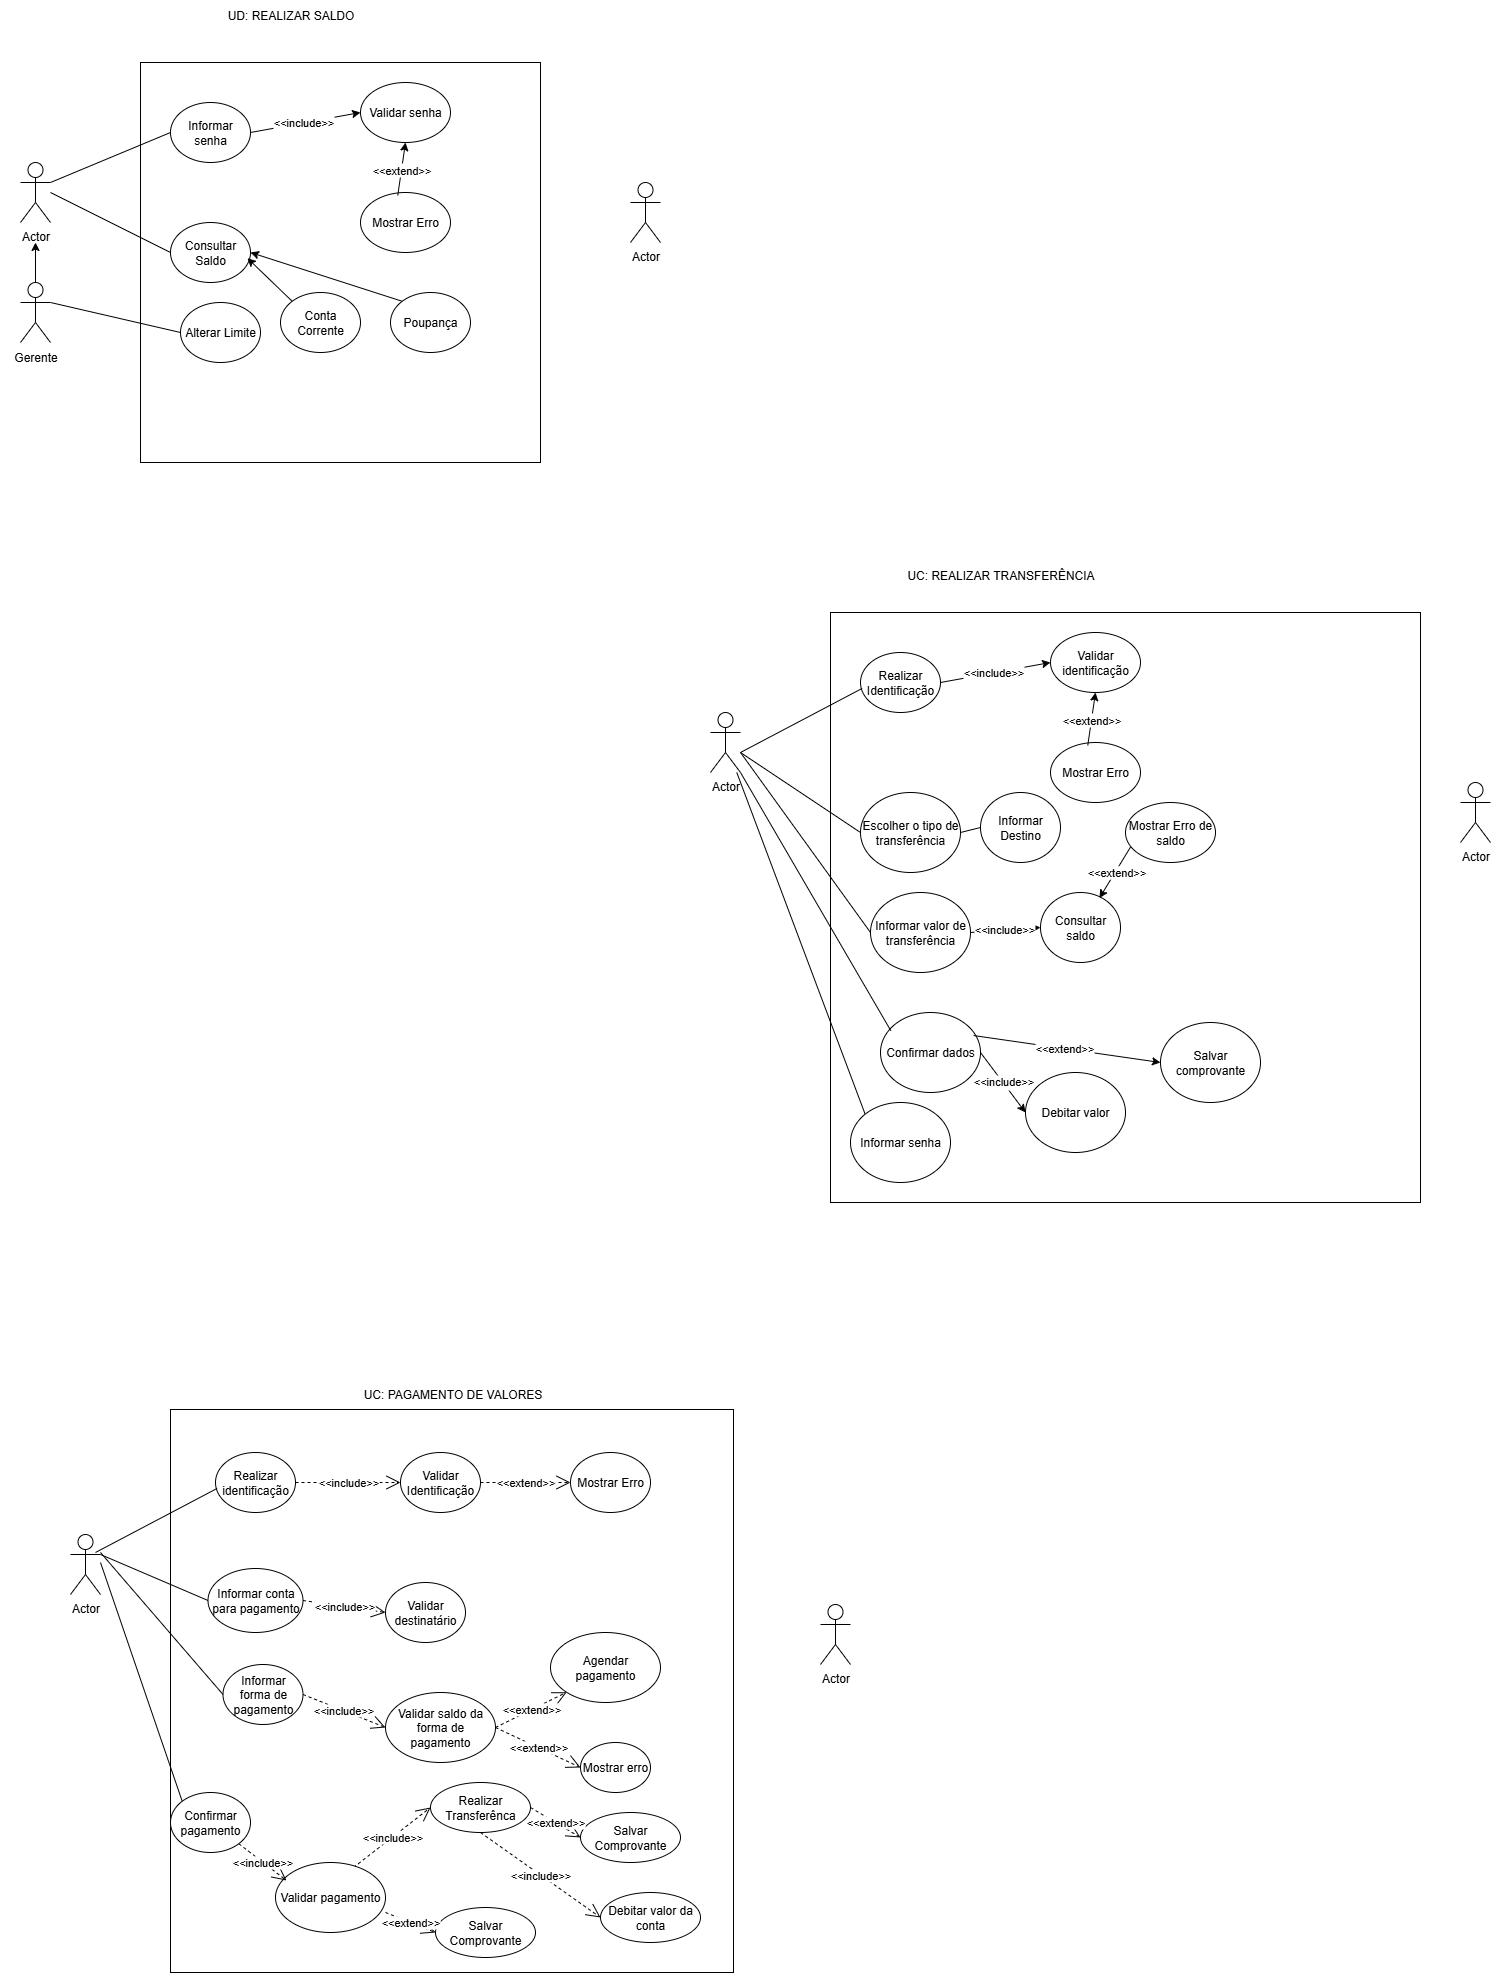 UD: REALIZAR SALDO
Informar
senha
<<include>>
Validar senha
<<extend>>
Mostrar Erro
Actor
Consultar
Saldo
Conta
Corrente
Poupança
Alterar Limite
Gerente
Actor
UC: REALIZAR TRANSFERÊNCIA
Realizar
Identificação
<<include>>
Validar
identificação
<<extend>>
Mostrar Erro
Actor
Escolher o tipo de
transferência
Informar
Destino
Mostrar Erro de
saldo
<<extend>>
Informar valor de
transferência
<<include>>
Consultar
saldo
Confirmar dados
<<extend>>
Salvar
comprovante
<<include>>
Debitar valor
Informar senha
Actor
UC: PAGAMENTO DE VALORES
Realizar
identificação
<<include>>
Validar
Identificação
<<extend>>
Mostrar Erro
Actor
Informar conta
para pagamento
<<include>>
Validar
destinatário
Informar
forma de
pagamento
<<include>>
Validar saldo da
forma de
pagamento
<<extend>>
Agendar
pagamento
<<extend>>
Mostrar erro
Confirmar
pagamento
<<include>>
Validar pagamento
<<include>>
Realizar
Transferênca
<<extend>>
Salvar
Comprovante
<<include>>
Debitar valor da
conta
<<extend>>
Salvar
Comprovante
Actor